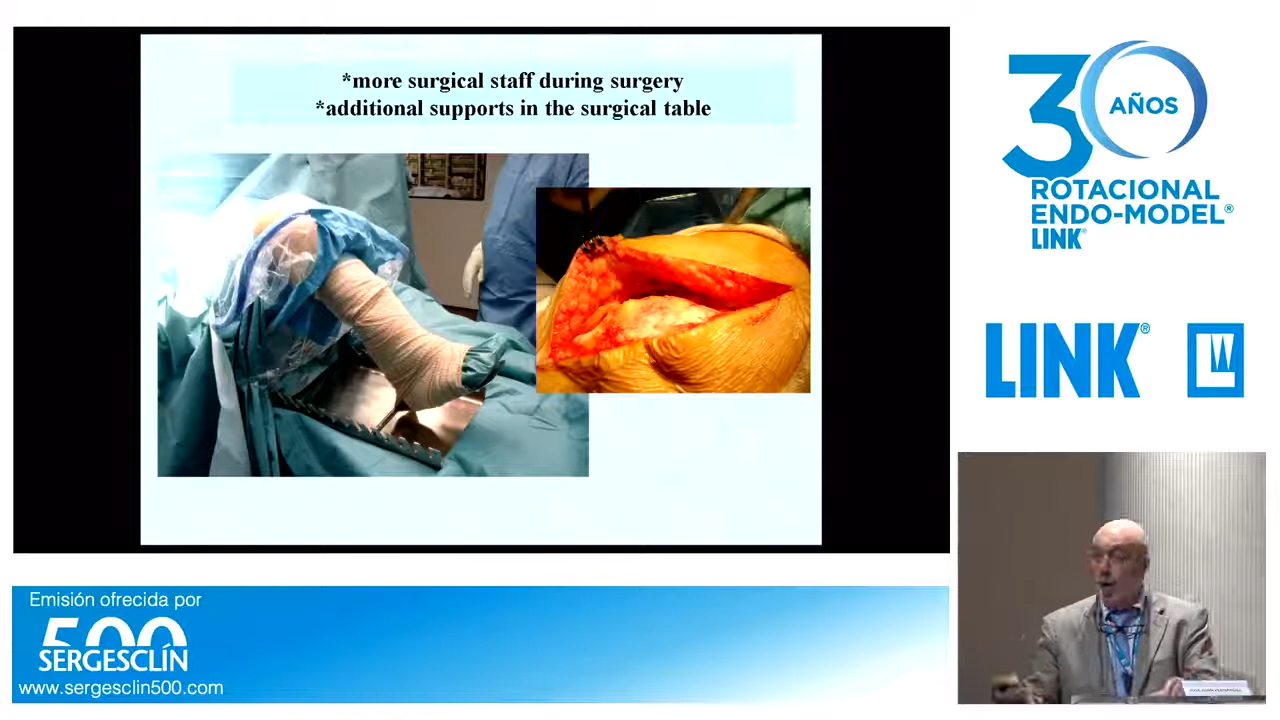 *more surgical staff during surgery
*additional supports in the surgical table
30 AÑOS
ROTACIONAL
ENDO-MODEL®
LINK®
LINK®
Emisión ofrecida por
500
SERGESCLÍN
www.sergesclin500.com